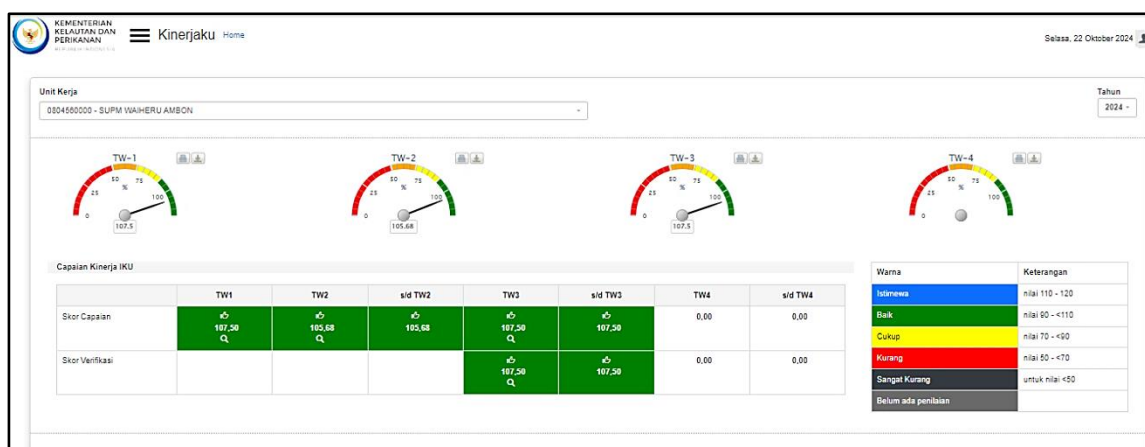 KEMENTERIAN
KELAUTAN DAN
PERIKANAN
Kinerjaku Home
Selasa, 22 Oktober 2024
Unit Kerja
Tahun
0804560000 - SUPM WAIHERU AMBON
2024
TW-1
0 25 50 75 100
%
107.5
TW-2
0 25 50 75 100
%
105.68
TW-3
0 25 50 75 100
%
107.5
TW-4
0 25 50 75 100
%
Capaian Kinerja IKU
TW1 TW2 s/d TW2 TW3 s/d TW3 TW4 s/d TW4
Skor Capaian 107,50 105,68 105,68 107,50 107,50 0,00 0,00
Skor Verifikasi 107,50 107,50 0,00 0,00
Warna Keterangan
Istimewa nilai 110 - 120
Baik nilai 90 - <110
Cukup nilai 70 - <90
Kurang nilai 50 - <70
Sangat Kurang untuk nilai <50
Belum ada penilaian